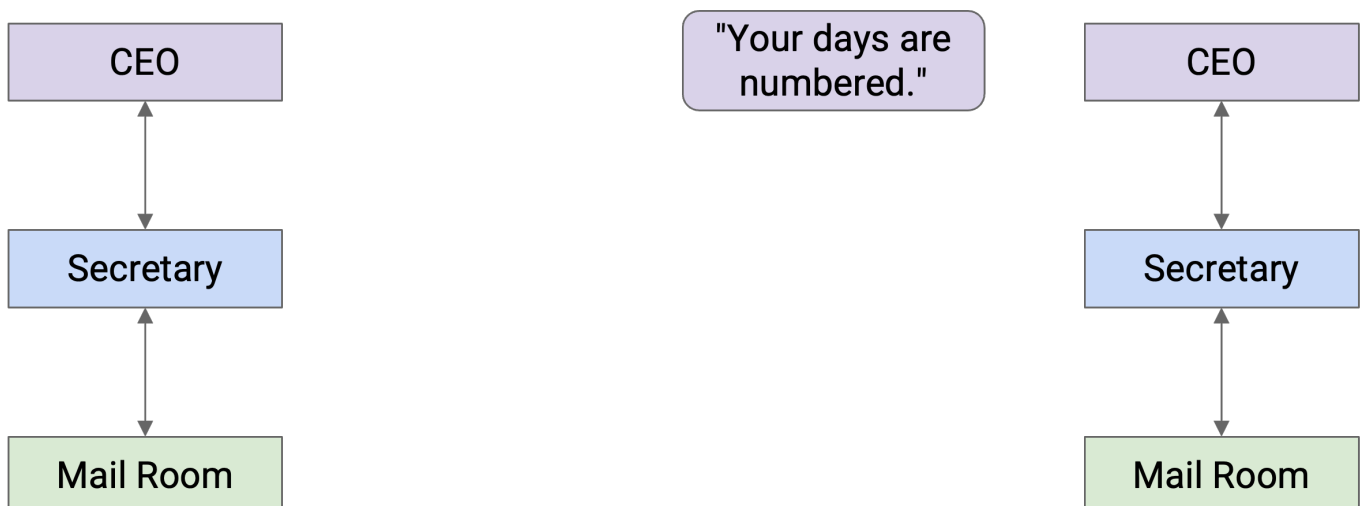 CEO
"Your days are
numbered."
CEO
Secretary
Secretary
Mail Room
Mail Room